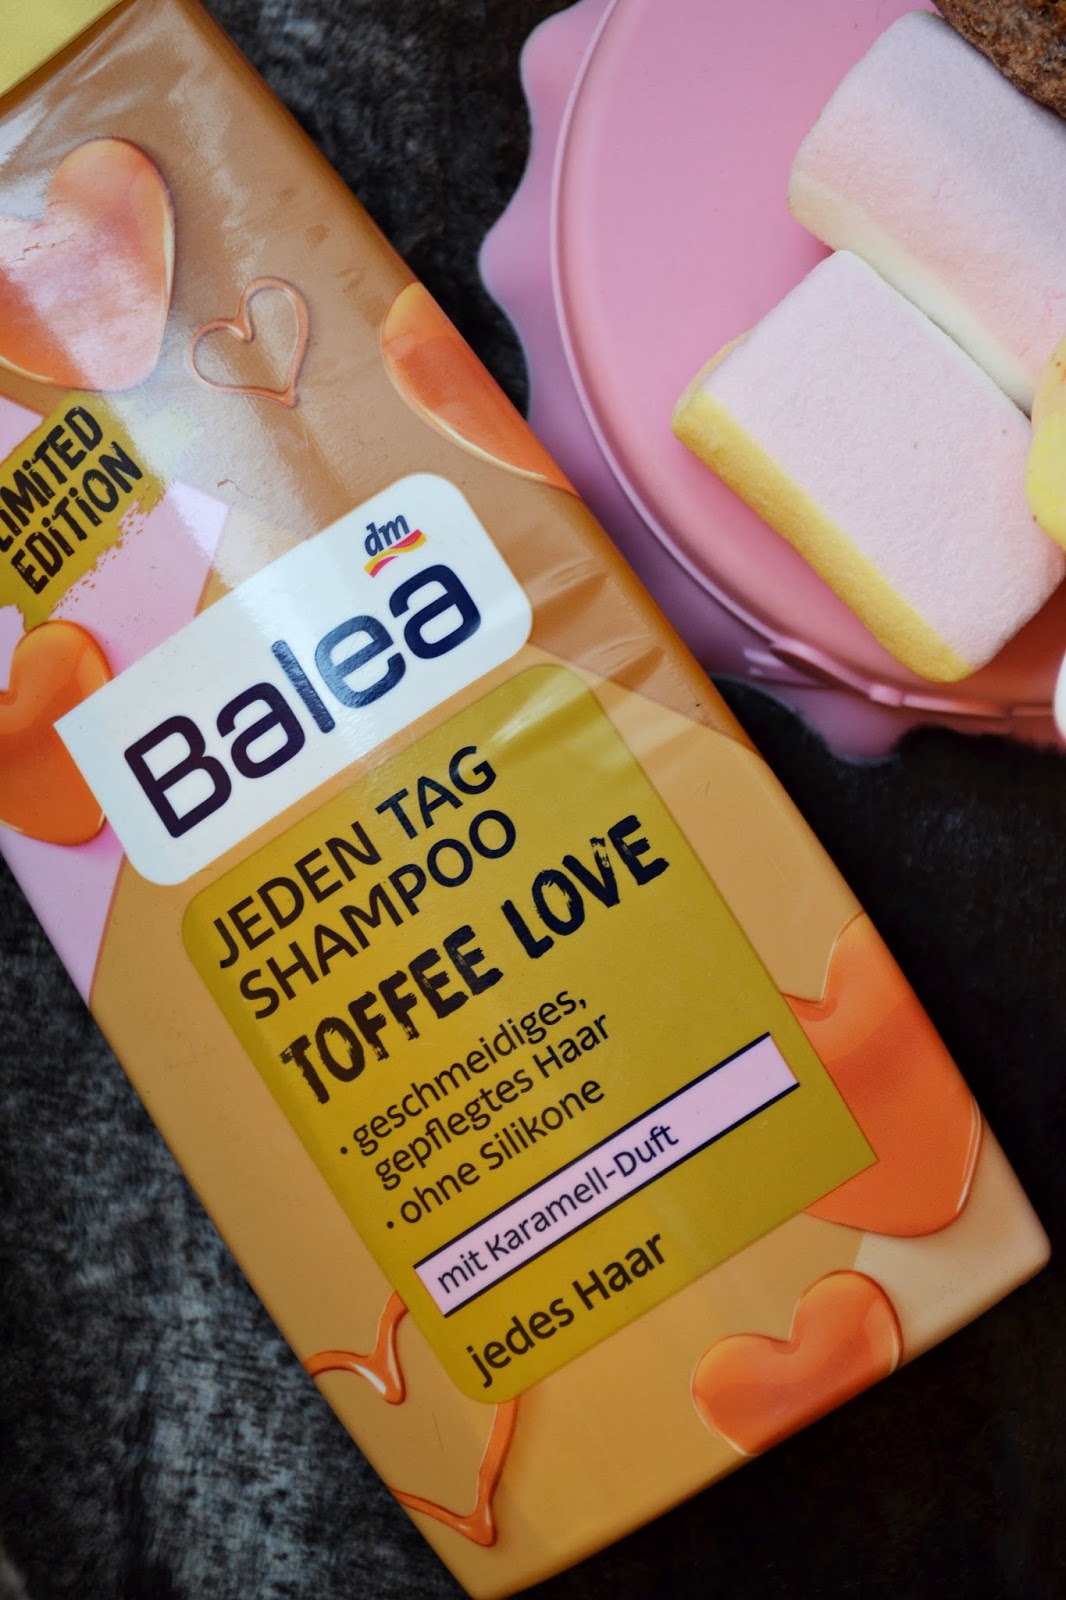 LiMiTED
EDiTiON
dm
Balea
JEDEN TAG
SHAMPOO
TOFFEE LOVE
· geschmeidiges,
gepflegtes Haar
· ohne Silikone
mit Karamell-Duft
jedes Haar